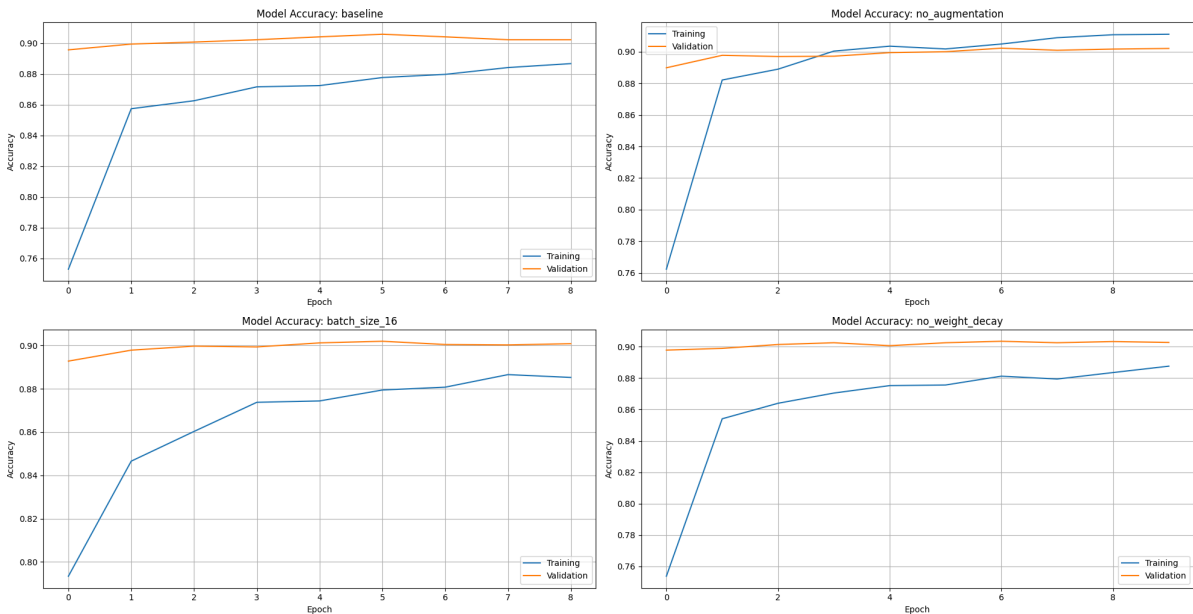 Model Accuracy: baseline
Accuracy
0.90
0.88
0.86
0.84
0.82
0.80
0.78
0.76
0 1 2 3 4 5 6 7 8
Epoch
Training
Validation
Model Accuracy: no_augmentation
Accuracy
0.90
0.88
0.86
0.84
0.82
0.80
0.78
0.76
0 2 4 6 8
Epoch
Training
Validation
Model Accuracy: batch_size_16
Accuracy
0.90
0.88
0.86
0.84
0.82
0.80
0 1 2 3 4 5 6 7 8
Epoch
Training
Validation
Model Accuracy: no_weight_decay
Accuracy
0.90
0.88
0.86
0.84
0.82
0.80
0.78
0.76
0 2 4 6 8
Epoch
Training
Validation